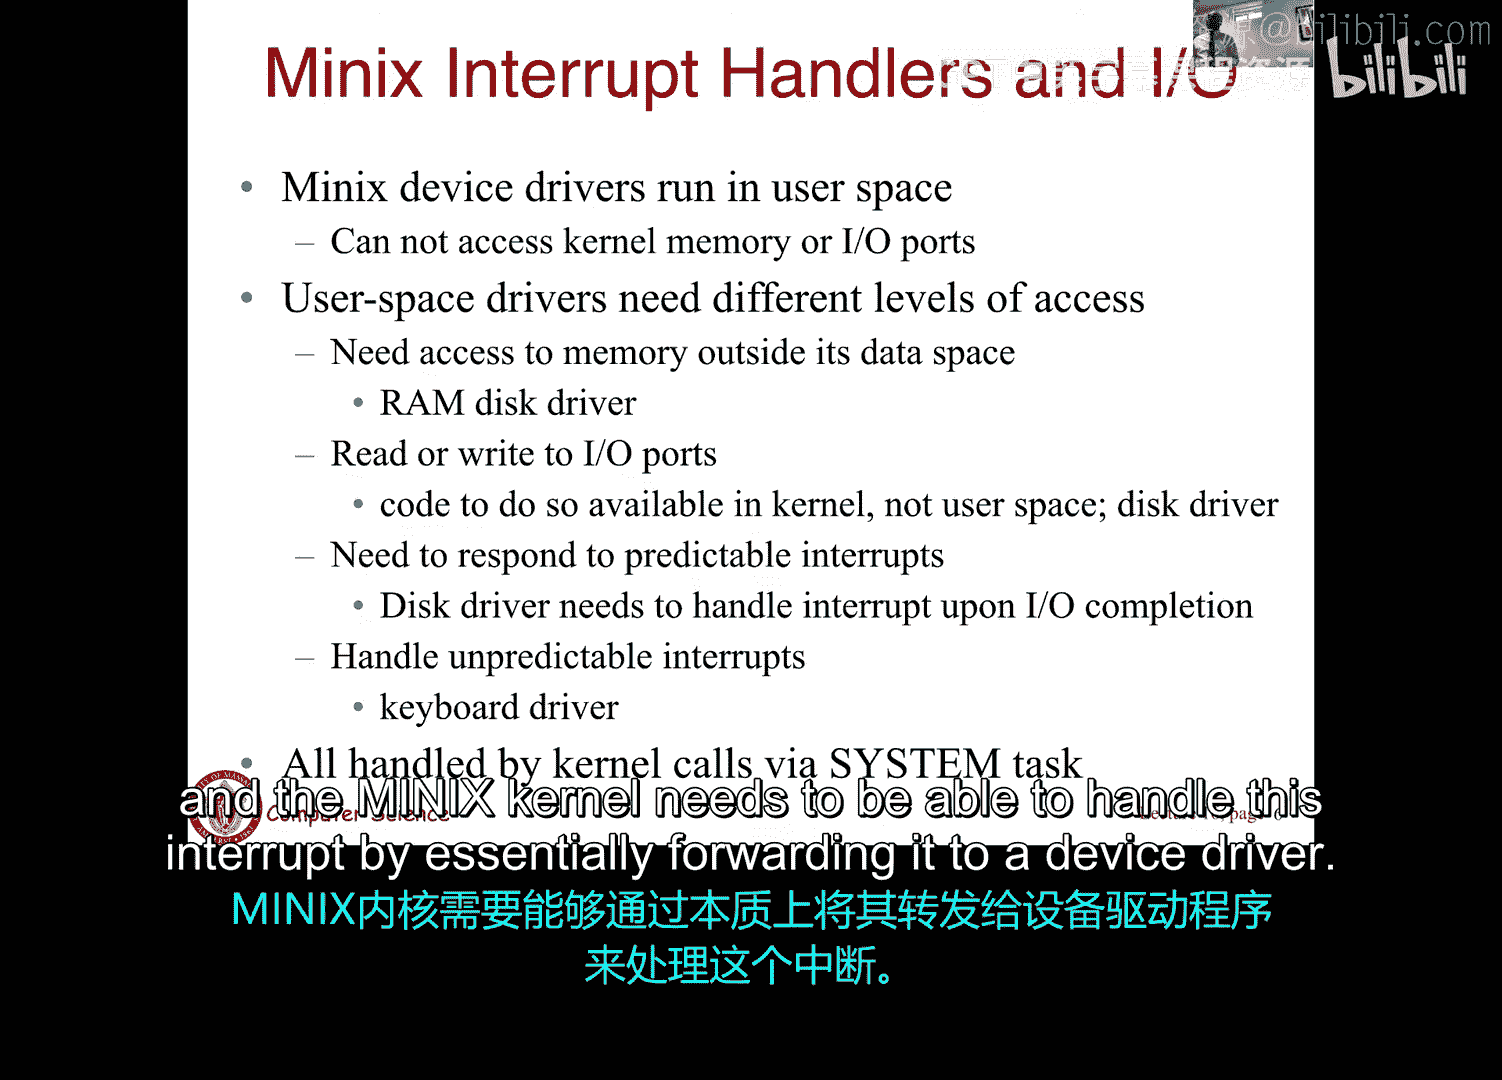 @bilibili.com
bilibili
Minix Interrupt Handlers and I/O
• Minix device drivers run in user space
– Can not access kernel memory or I/O ports
• User-space drivers need different levels of access
– Need access to memory outside its data space
• RAM disk driver
– Read or write to I/O ports
• code to do so available in kernel, not user space; disk driver
– Need to respond to predictable interrupts
• Disk driver needs to handle interrupt upon I/O completion
– Handle unpredictable interrupts
• keyboard driver
• All handled by kernel calls via SYSTEM task
Computer Science
and the MINIX kernel needs to be able to handle this
interrupt by essentially forwarding it to a device driver.
MINIX内核需要能够通过本质上将其转发给设备驱动程序
来处理这个中断。